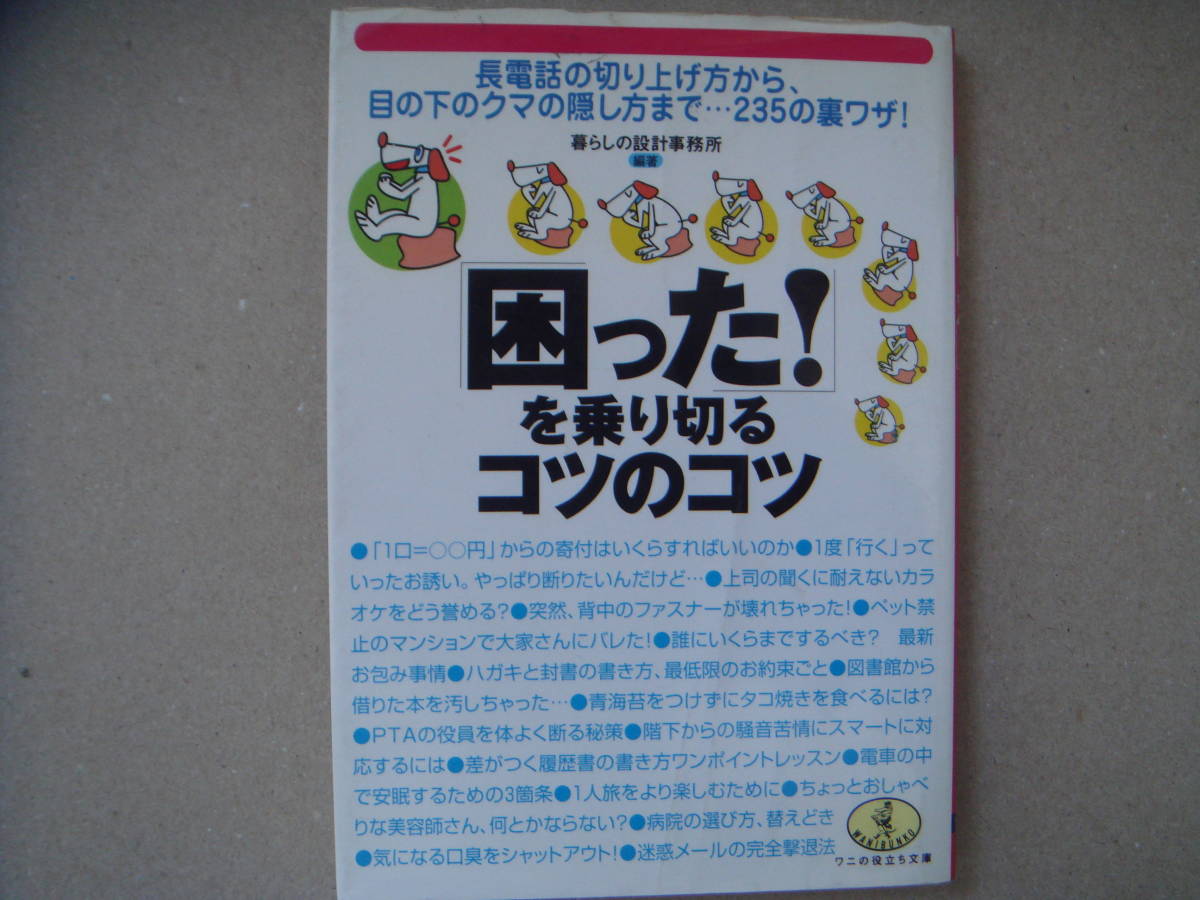 長電話の切り上げ方から、
目の下のクマの隠し方まで…235の裏ワザ！
暮らしの設計事務所
編著
「困った！」
を乗り切る
コツのコツ
●「1口=○○円」からの寄付はいくらすればいいのか●1度「行く」って
いったお誘い。やっぱり断りたいんだけど…●上司の聞くに耐えないカラ
オケをどう誉める？●突然、背中のファスナーが壊れちゃった！●ペット禁
止のマンションで大家さんにバレた！●誰にいくらまでするべき？　最新
お包み事情●ハガキと封書の書き方、最低限のお約束ごと●図書館から
借りた本を汚しちゃった…●青海苔をつけずにタコ焼きを食べるには？
●PTAの役員を体よく断る秘策●階下からの騒音苦情にスマートに対
応するには●差がつく履歴書の書き方ワンポイントレッスン●電車の中
で安眠するための3箇条●1人旅をより楽しむために●ちょっとおしゃべ
りな美容師さん、何とかならない？●病院の選び方、替えどき
●気になる口臭をシャットアウト！●迷惑メールの完全撃退法
WANIBUNKO
ワニの役立ち文庫